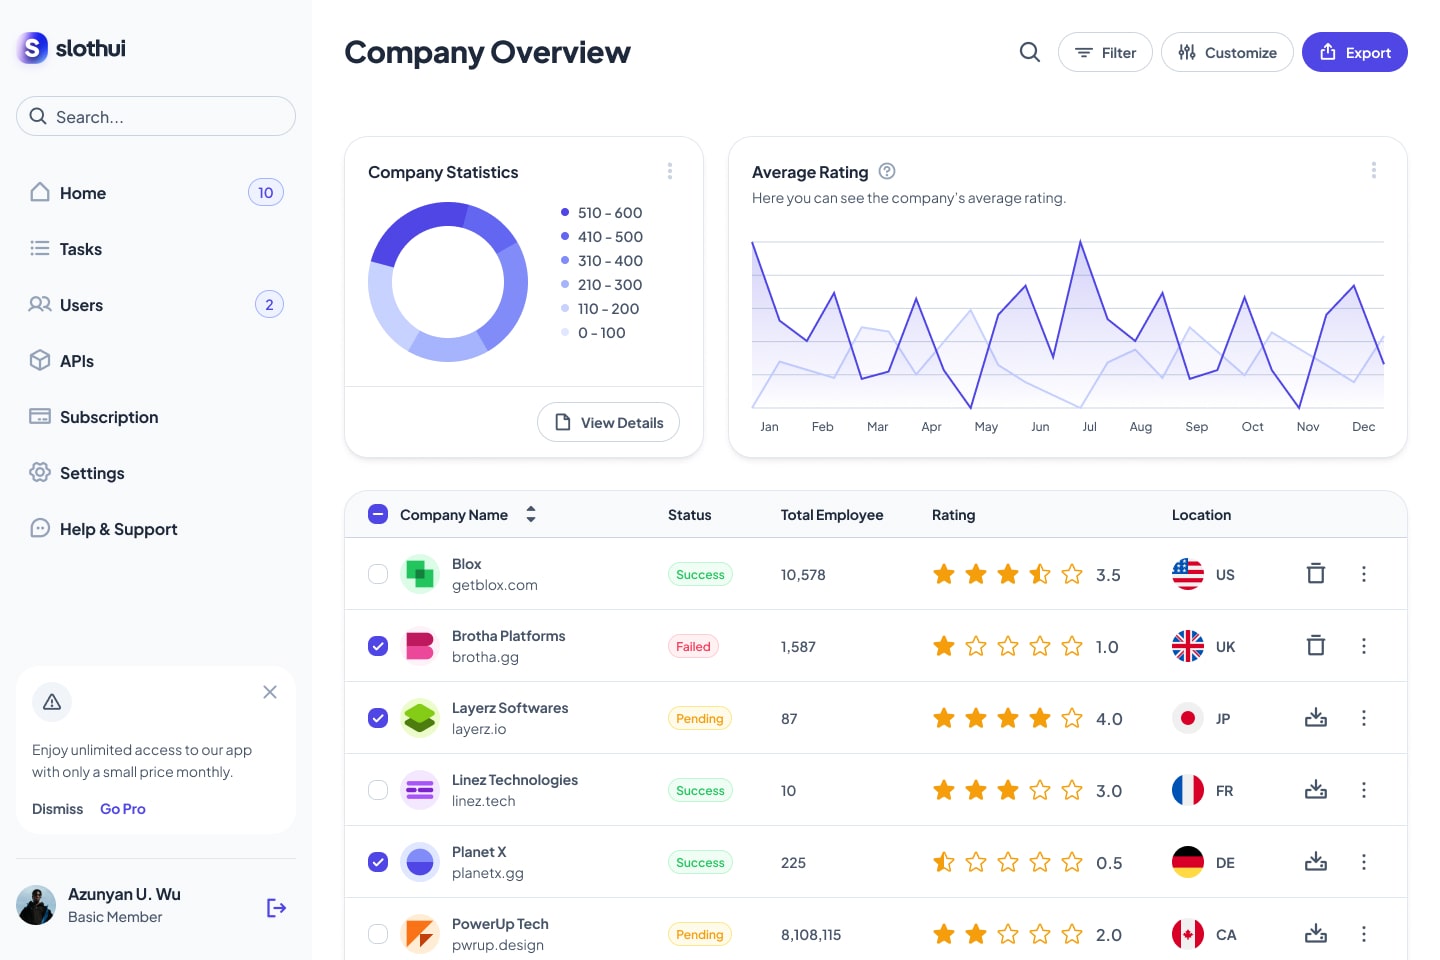 S slothui
Search...
Home 10
Tasks
Users 2
APIs
Subscription
Settings
Help & Support
Enjoy unlimited access to our app
with only a small price monthly.
Dismiss Go Pro
Azunyan U. Wu
Basic Member
Company Overview
Filter Customize Export
Company Statistics
510 - 600
410 - 500
310 - 400
210 - 300
110 - 200
0 - 100
View Details
Average Rating
Here you can see the company's average rating.
Jan Feb Mar Apr May Jun Jul Aug Sep Oct Nov Dec
Company Name Status Total Employee Rating Location
Blox
getblox.com
Success 10,578 3.5 US
Brotha Platforms
brotha.gg
Failed 1,587 1.0 UK
Layerz Softwares
layerz.io
Pending 87 4.0 JP
Linez Technologies
linez.tech
Success 10 3.0 FR
Planet X
planetx.gg
Success 225 0.5 DE
PowerUp Tech
pwrup.design
Pending 8,108,115 2.0 CA